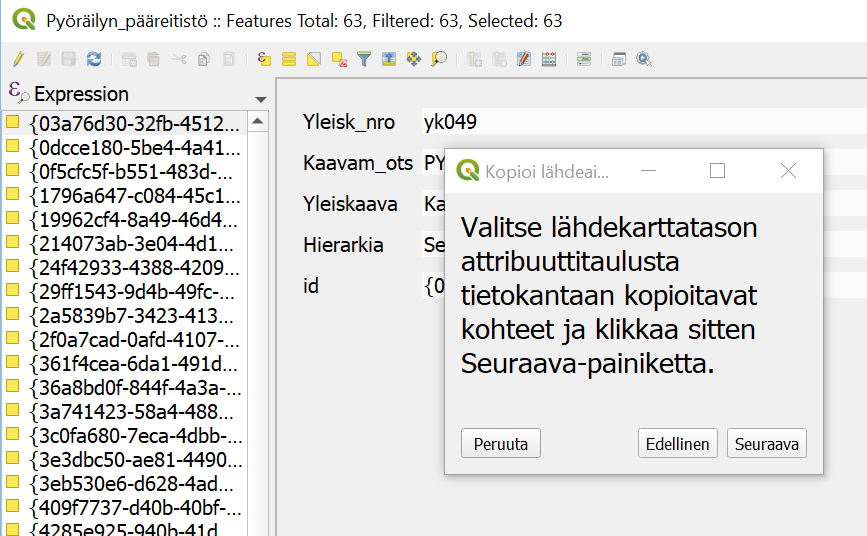 Pyöräilyn_pääreitistö :: Features Total: 63, Filtered: 63, Selected: 63
Expression
{03a76d30-32fb-4512...
{0dcce180-5be4-4a41...
{0f5cfc5f-b551-483d-...
{1796a647-c084-45c1...
{19962cf4-8a49-46d4...
{214073ab-3e04-4d1...
{24f42933-4388-4209...
{29ff1543-9d4b-49fc-...
{2a5839b7-3423-413...
{2f0a7cad-0afd-4107-...
{361f4cea-6da1-491d...
{36a8bd0f-844f-4a3a-...
{3a741423-58a4-488...
{3c0fa680-7eca-4dbb-...
{3e3dbc50-ae81-4490...
{3eb530e6-d628-4ad...
{409f7737-d40b-40bf-...
{4285e925-940b-41d...
Yleisk_nro yk049
Kaavam_ots PY
Yleiskaava Ka
Hierarkia Se
id {0
Kopioi lähdeai...
Valitse lähdekarttatason
attribuuttitaulusta
tietokantaan kopioitavat
kohteet ja klikkaa sitten
Seuraava-painiketta.
Peruuta Edellinen Seuraava